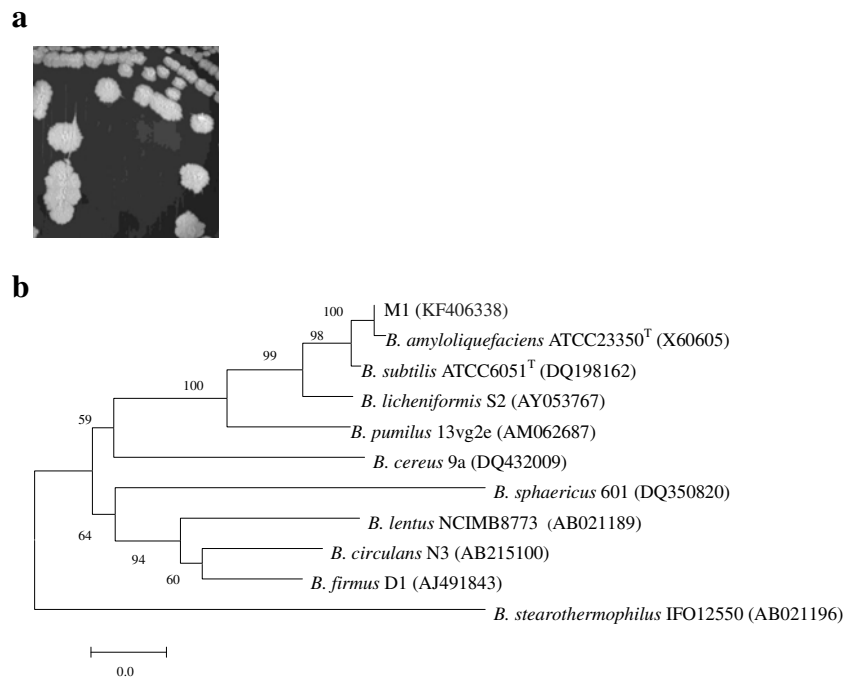 a
b
100
M1 (KF406338)
98
B. amyloliquefaciens ATCC23350T (X60605)
99
B. subtilis ATCC6051T (DQ198162)
100
B. licheniformis S2 (AY053767)
59
B. pumilus 13vg2e (AM062687)
B. cereus 9a (DQ432009)
B. sphaericus 601 (DQ350820)
64
B. lentus NCIMB8773 (AB021189)
94
B. circulans N3 (AB215100)
60
B. firmus D1 (AJ491843)
B. stearothermophilus IFO12550 (AB021196)
0.0